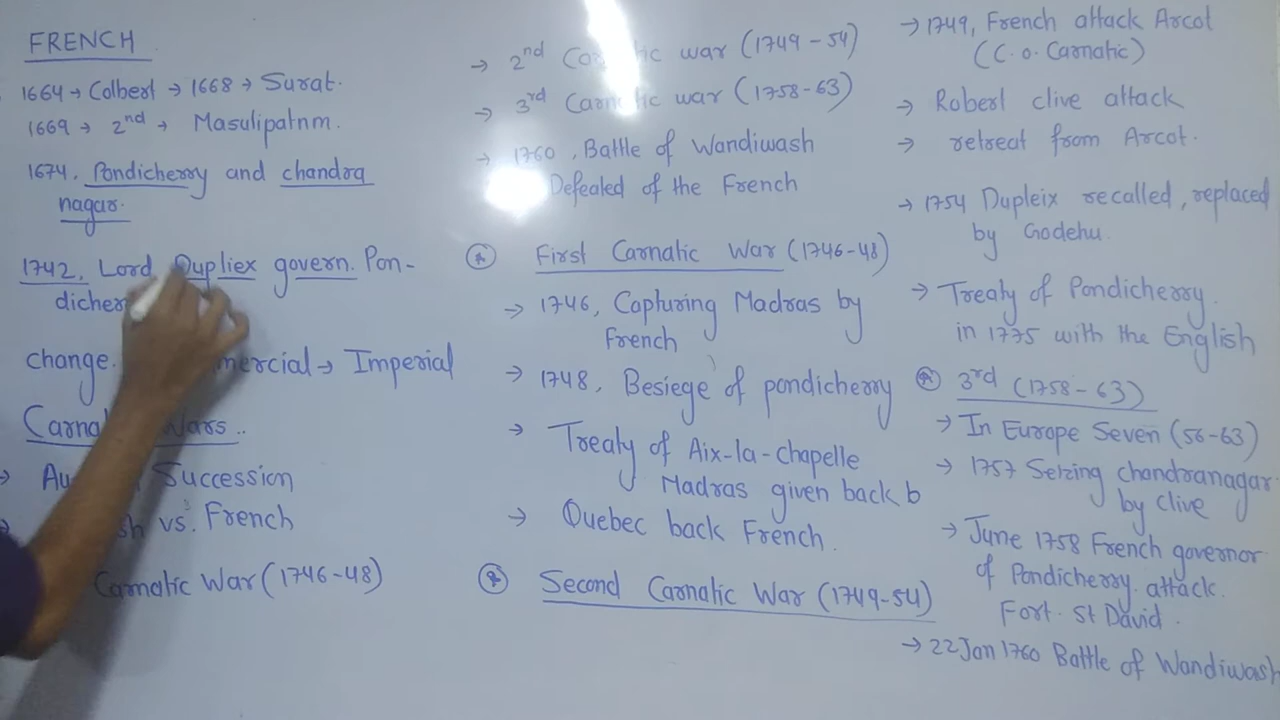 FRENCH
1664 → Colbert → 1668 → Surat.
1669 → 2nd → Masulipatnm.
1674. Pondicherry and chandra
nagar.
1742. Lord Dupliex govern. Pon-
dicher
change. mercial → Imperial
Carna Wars..
→ Au Succession
→ vs. French
Carnatic War (1746-48)
→ 2nd Carnatic war (1749-54)
→ 3rd Carnatic war (1758-63)
→ 1760, Battle of Wandiwash
Defeated of the French
A First Carnatic War (1746-48)
→ 1746, Capturing Madras by
French
→ 1748, Besiege of pondicherry
→ Treaty of Aix-la-chapelle
Madras given back b
→ Quebec back French.
Second Carnatic War (1749-54)
→ 1749, French attack Arcot
(C.o. Carnatic)
→ Robert clive attack
→ retreat from Arcot.
→ 1754 Dupleix recalled, replaced
by Godehu.
→ Treaty of Pondicherry.
in 1775 with the English
A 3rd (1758-63)
→ In Europe Seven (56-63)
→ 1757 Seizing chandranagar
by Clive
→ June 1758 French governor
of Pondicherry. attack.
Fort. St David.
→ 22 Jan 1760 Battle of Wandiwash